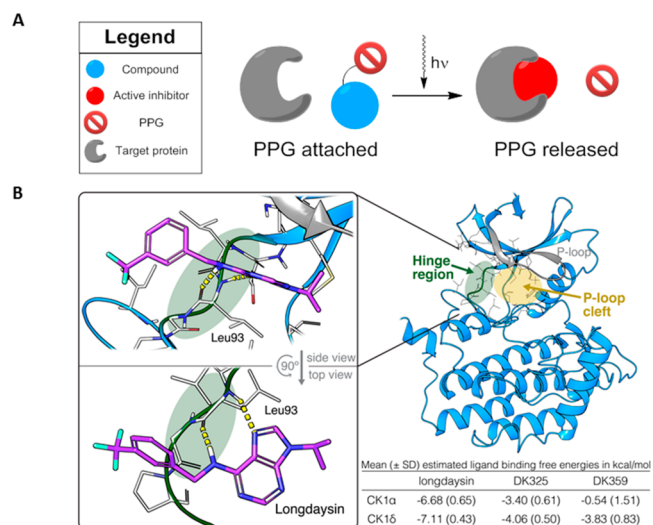 A
Legend
Compound
Active inhibitor
PPG
Target protein
hν
PPG attached
PPG released
B
Leu93
90°
side view
top view
Leu93
Longdaysin
P-loop
Hinge
region
P-loop
cleft
Mean (± SD) estimated ligand binding free energies in kcal/mol
longdaysin DK325 DK359
CK1α -6.68 (0.65) -3.40 (0.61) -0.54 (1.51)
CK1δ -7.11 (0.43) -4.06 (0.50) -3.83 (0.83)